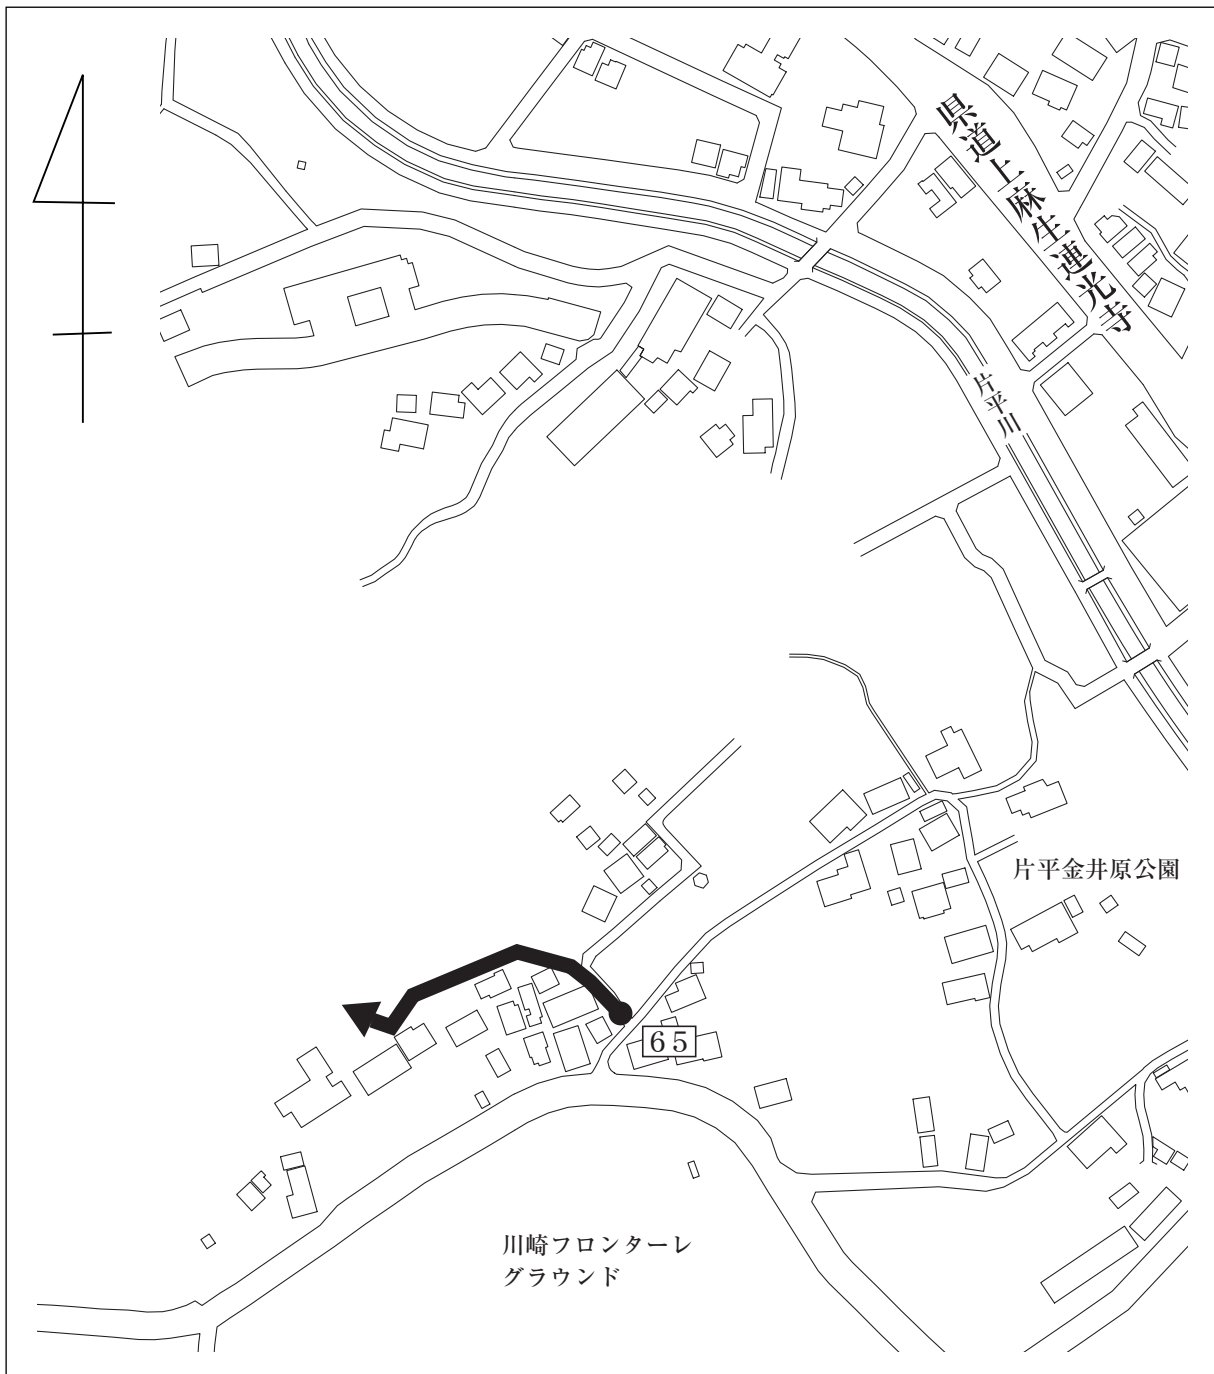 県道上麻生連光寺
片平川
片平金井原公園
65
川崎フロンターレ
グラウンド